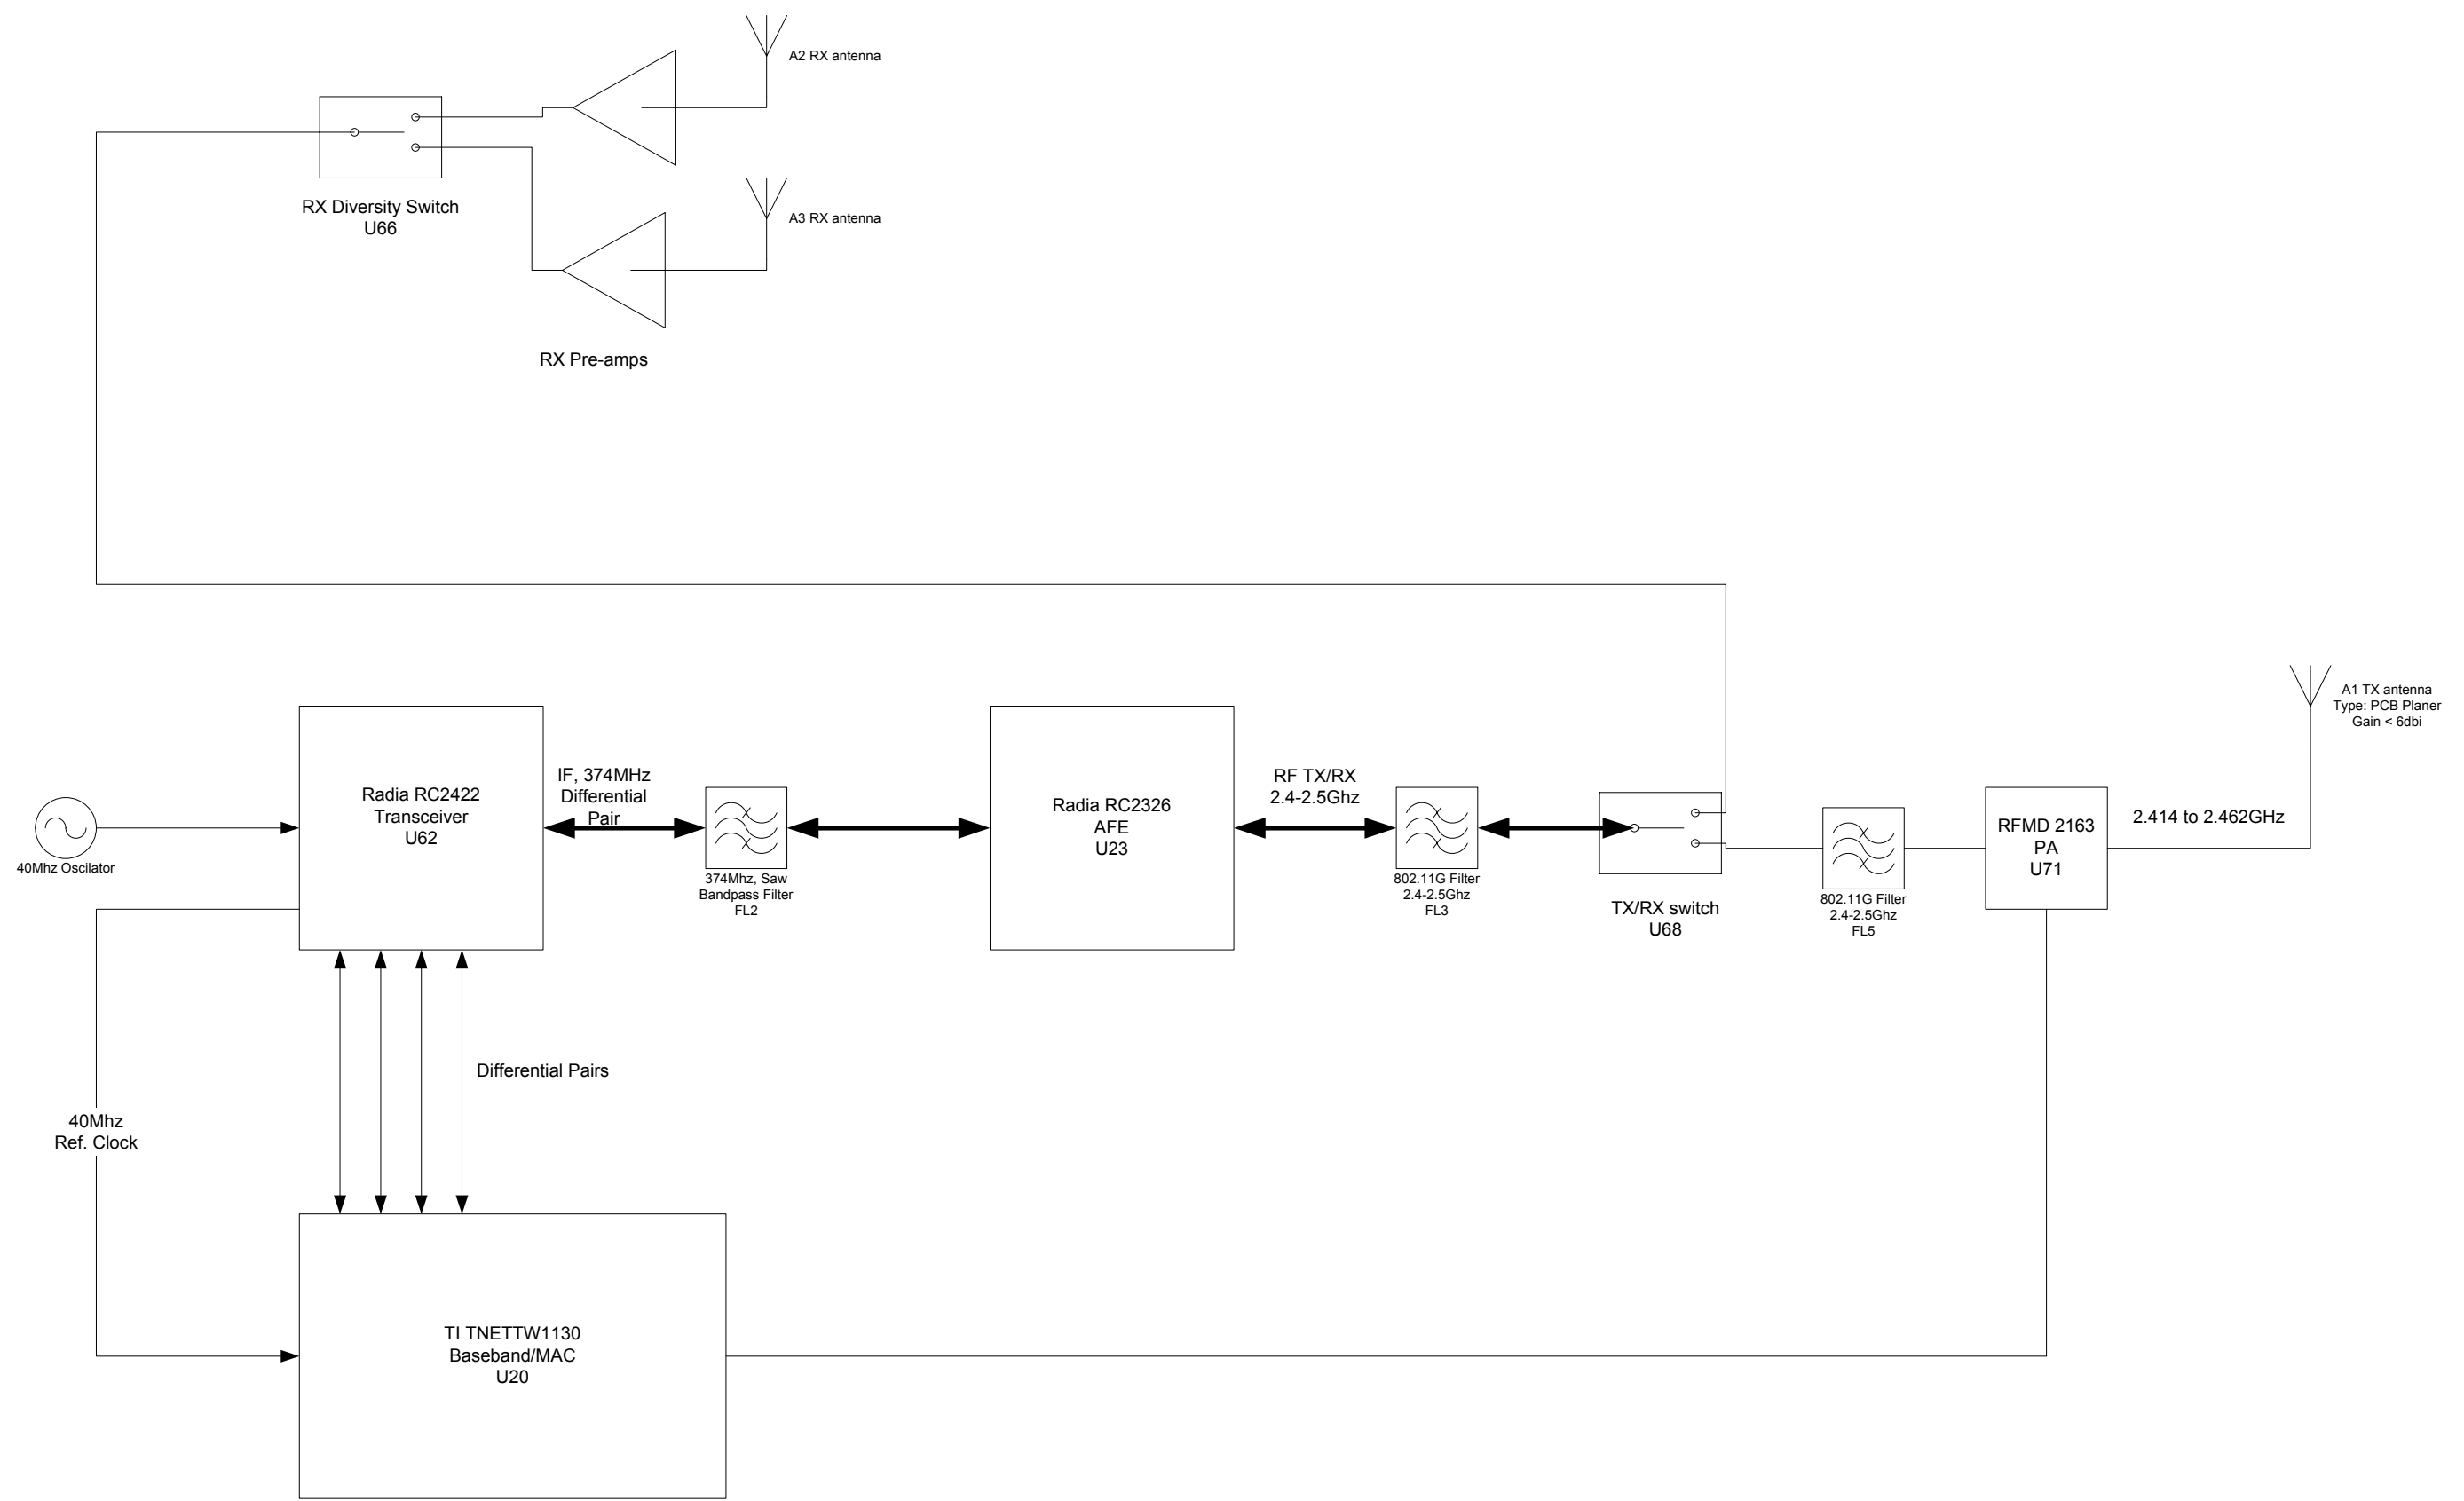 A2 RX antenna
RX Diversity Switch
U66
A3 RX antenna
RX Pre-amps
A1 TX antenna
Type: PCB Planer
Gain < 6dbi
40Mhz Oscilator
Radia RC2422
Transceiver
U62
IF, 374MHz
Differential
Pair
374Mhz, Saw
Bandpass Filter
FL2
Radia RC2326
AFE
U23
RF TX/RX
2.4-2.5Ghz
802.11G Filter
2.4-2.5Ghz
FL3
TX/RX switch
U68
802.11G Filter
2.4-2.5Ghz
FL5
RFMD 2163
PA
U71
2.414 to 2.462GHz
Differential Pairs
40Mhz
Ref. Clock
TI TNETTW1130
Baseband/MAC
U20